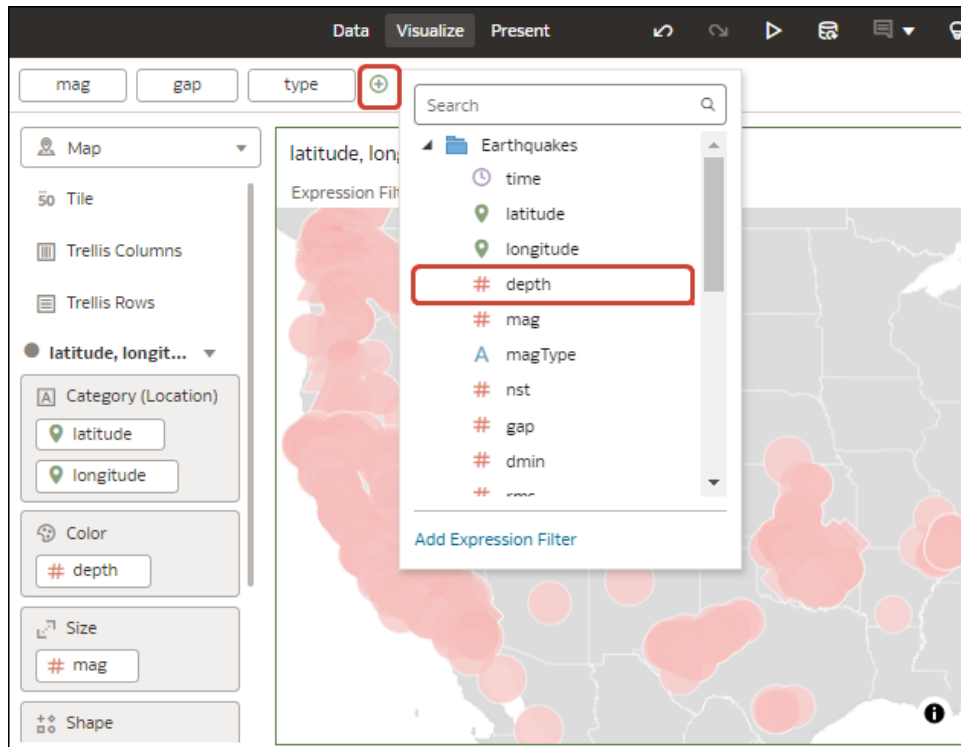 Data Visualize Present
mag gap type
Search
Map
latitude, lon
Earthquakes
Expression Filt
time
50 Tile
latitude
Trellis Columns
longitude
depth
Trellis Rows
mag
latitude, longit...
magType
Category (Location)
nst
latitude
gap
longitude
dmin
Color
Add Expression Filter
# depth
Size
# mag
Shape